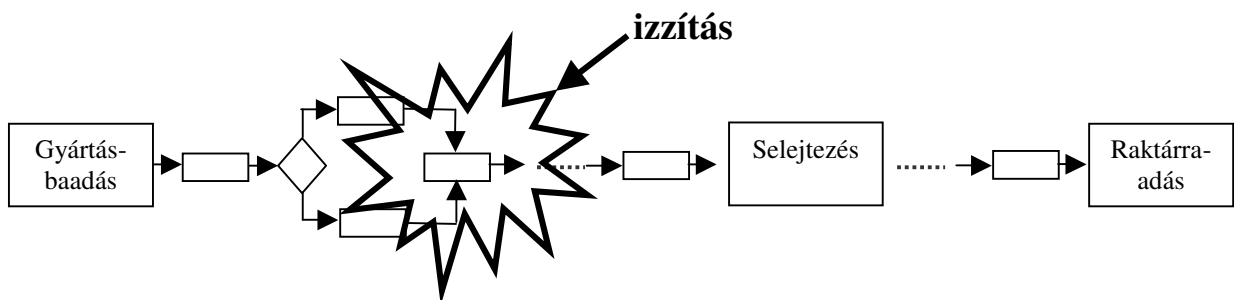 izzítás
Gyártás-
baadás
Selejtezés
Raktárra-
adás